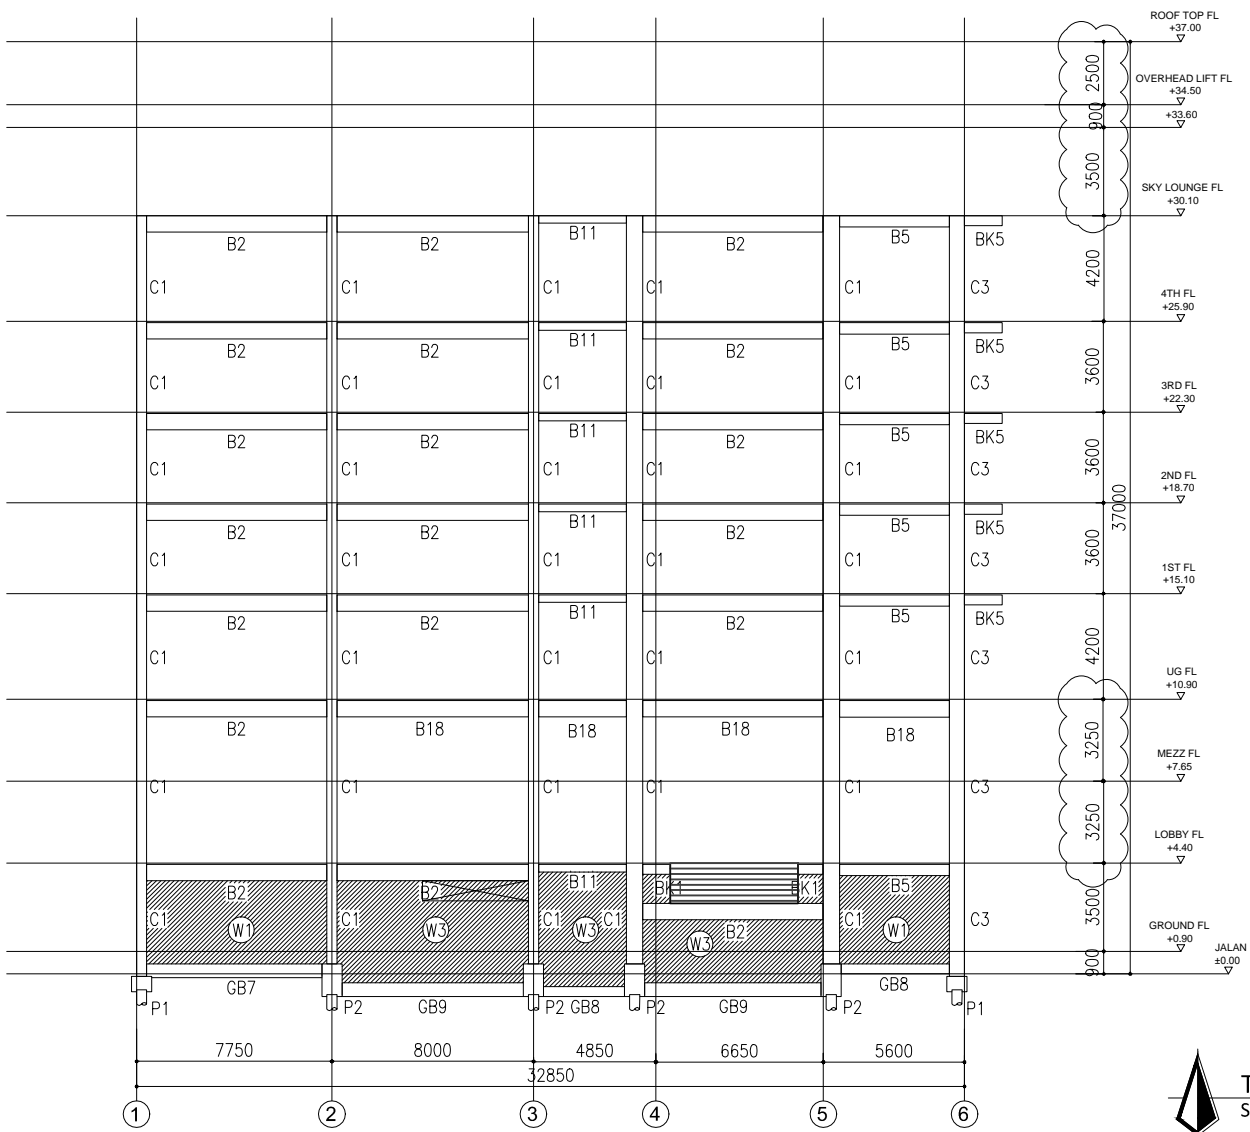 ROOF TOP FL
+37.00
2500
OVERHEAD LIFT FL
+34.50
900
+33.60
3500
SKY LOUNGE FL
+30.10
B2 B2 B11 B2 B5 BK5
4200
C1 C1 C1 C1 C1 C3
4TH FL
+25.90
B2 B2 B11 B2 B5 BK5
3600
C1 C1 C1 C1 C1 C3
3RD FL
+22.30
B2 B2 B11 B2 B5 BK5
3600
C1 C1 C1 C1 C1 C3
2ND FL
+18.70
37000
B2 B2 B11 B2 B5 BK5
3600
C1 C1 C1 C1 C1 C3
1ST FL
+15.10
B2 B2 B11 B2 B5 BK5
4200
C1 C1 C1 C1 C1 C3
UG FL
+10.90
B2 B18 B18 B18 B18
3250
MEZZ FL
+7.65
C1 C1 C1 C1 C1 C3
3250
LOBBY FL
+4.40
B2 B2 B11 BK1 BK1 B5
3500
C1 C1 C1 C1 C1 C3
W1 W3 W3 W3 B2 W1
GROUND FL
+0.90
900
JALAN
±0.00
GB7 GB9 GB8 GB9 GB8
P1 P2 P2 P2 P2 P1
7750 8000 4850 6650 5600
32850
1 2 3 4 5 6
T
S